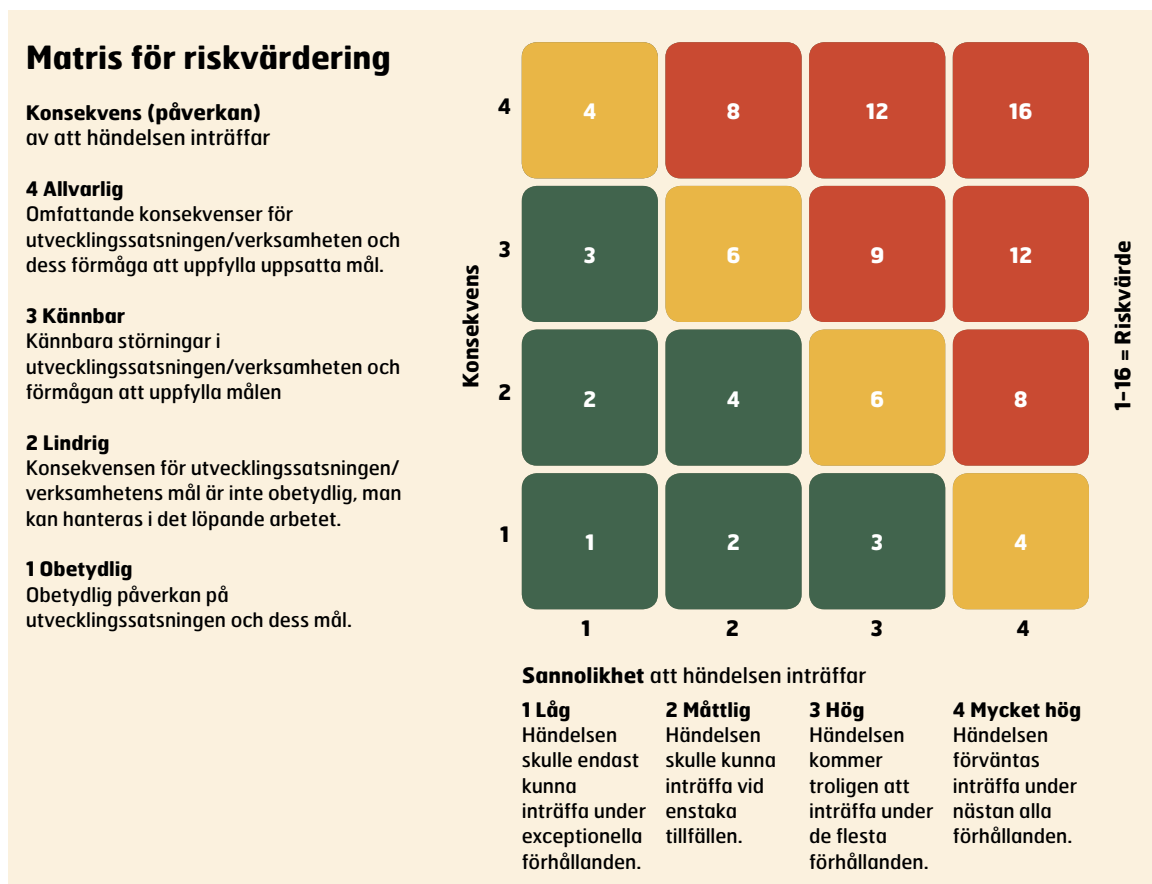 Matris för riskvärdering
Konsekvens (påverkan)
av att händelsen inträffar
4 Allvarlig
Omfattande konsekvenser för
utvecklingssatsningen/verksamheten och
dess förmåga att uppfylla uppsatta mål.
3 Kännbar
Kännbara störningar i
utvecklingssatsningen/verksamheten och
förmågan att uppfylla målen
2 Lindrig
Konsekvensen för utvecklingssatsningen/
verksamhetens mål är inte obetydlig, man
kan hanteras i det löpande arbetet.
1 Obetydlig
Obetydlig påverkan på
utvecklingssatsningen och dess mål.
Konsekvens
4 4 8 12 16
3 3 6 9 12
2 2 4 6 8
1 1 2 3 4
1 2 3 4
1–16 = Riskvärde
Sannolikhet att händelsen inträffar
1 Låg
Händelsen
skulle endast
kunna
inträffa under
exceptionella
förhållanden.
2 Måttlig
Händelsen
skulle kunna
inträffa vid
enstaka
tillfällen.
3 Hög
Händelsen
kommer
troligen att
inträffa under
de flesta
förhållanden.
4 Mycket hög
Händelsen
förväntas
inträffa under
nästan alla
förhållanden.